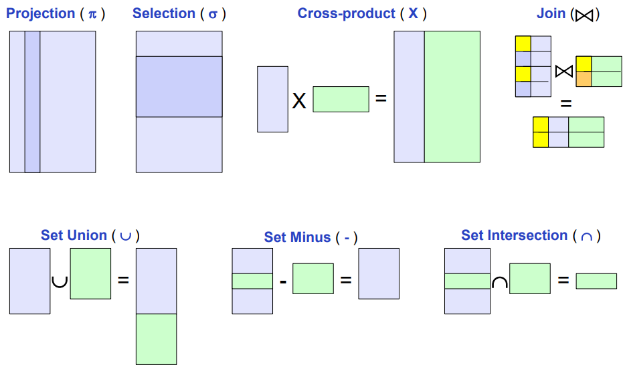 Projection ( π )
Selection ( σ )
Cross-product ( X )
Join (⋈)
X =
⋈
=
Set Union ( ∪ )
Set Minus ( - )
Set Intersection ( ∩ )
∪ =
- =
∩ =